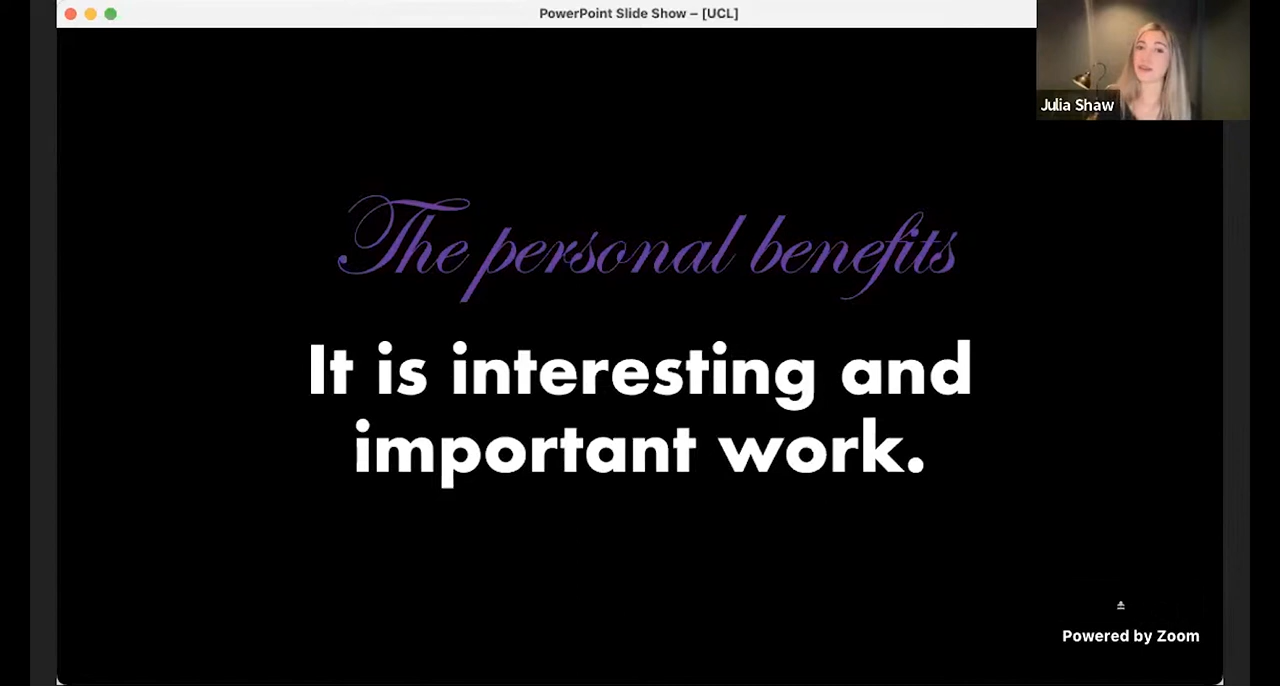 PowerPoint Slide Show – [UCL]
Julia Shaw
The personal benefits
It is interesting and
important work.
Powered by Zoom